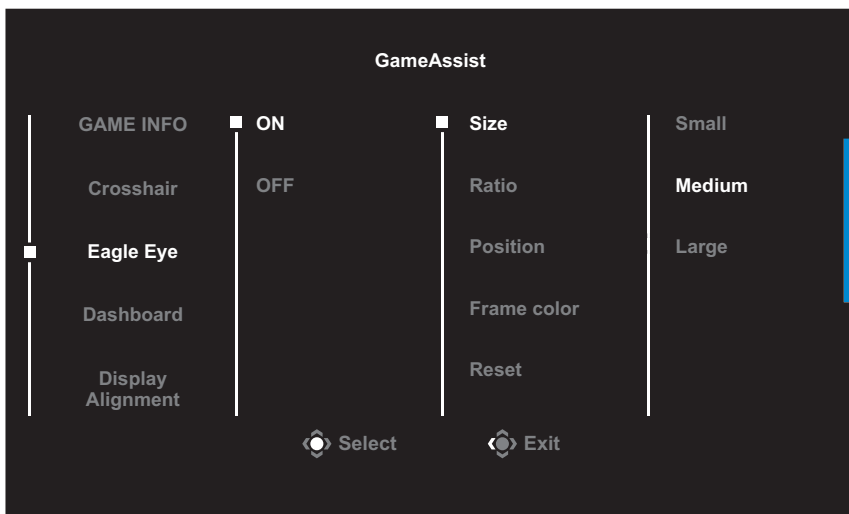 GameAssist
GAME INFO
Crosshair
Eagle Eye
Dashboard
Display
Alignment
ON
OFF
Size
Ratio
Position
Frame color
Reset
Small
Medium
Large
Select
Exit